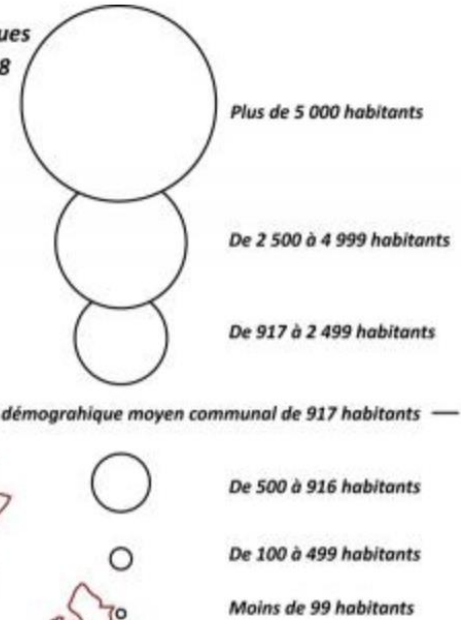 ues
8
Plus de 5 000 habitants
De 2 500 à 4 999 habitants
De 917 à 2 499 habitants
démograhique moyen communal de 917 habitants
De 500 à 916 habitants
De 100 à 499 habitants
Moins de 99 habitants